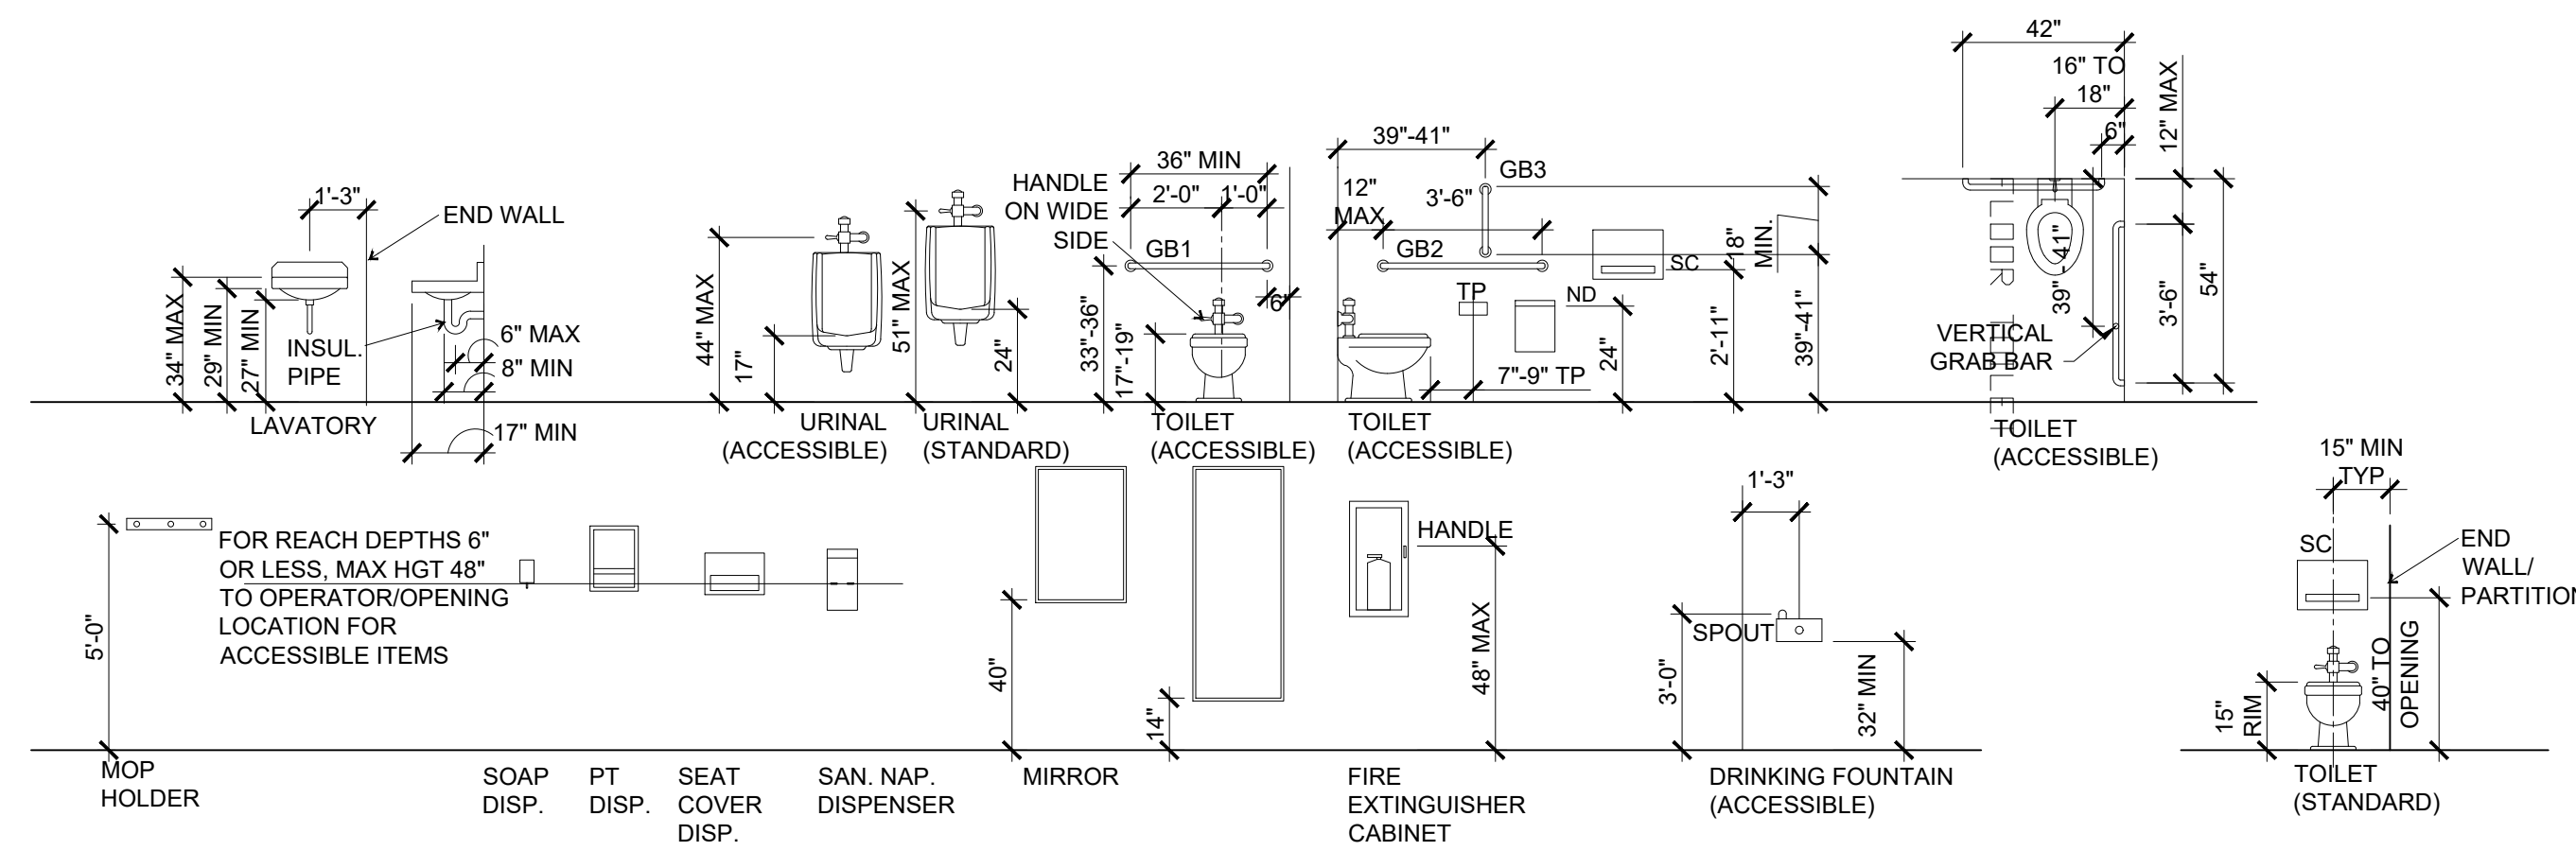 1'-3"
END WALL
34" MAX
29" MIN
27" MIN
INSUL.
PIPE
6" MAX
8" MIN
17" MIN
LAVATORY
44" MAX
17"
51" MAX
24"
URINAL
(ACCESSIBLE)
URINAL
(STANDARD)
HANDLE
ON WIDE
SIDE
36" MIN
2'-0"
1'-0"
GB1
6"
33"-36"
17"-19"
TOILET
(ACCESSIBLE)
39"-41"
12"
MAX
3'-6"
GB3
GB2
SC
18"
MIN.
TP
ND
7"-9" TP
24"
2'-11"
39"-41"
TOILET
(ACCESSIBLE)
42"
16" TO
18"
6"
12" MAX
39" - 41"
3'-6"
54"
VERTICAL
GRAB BAR
TOILET
(ACCESSIBLE)
5'-0"
FOR REACH DEPTHS 6"
OR LESS, MAX HGT 48"
TO OPERATOR/OPENING
LOCATION FOR
ACCESSIBLE ITEMS
MOP
HOLDER
SOAP
DISP.
PT
DISP.
SEAT
COVER
DISP.
SAN. NAP.
DISPENSER
40"
14"
MIRROR
HANDLE
48" MAX
FIRE
EXTINGUISHER
CABINET
1'-3"
SPOUT
3'-0"
32" MIN
DRINKING FOUNTAIN
(ACCESSIBLE)
15" MIN
TYP
SC
END
WALL/
PARTITION
15"
RIM
40" TO
OPENING
TOILET
(STANDARD)